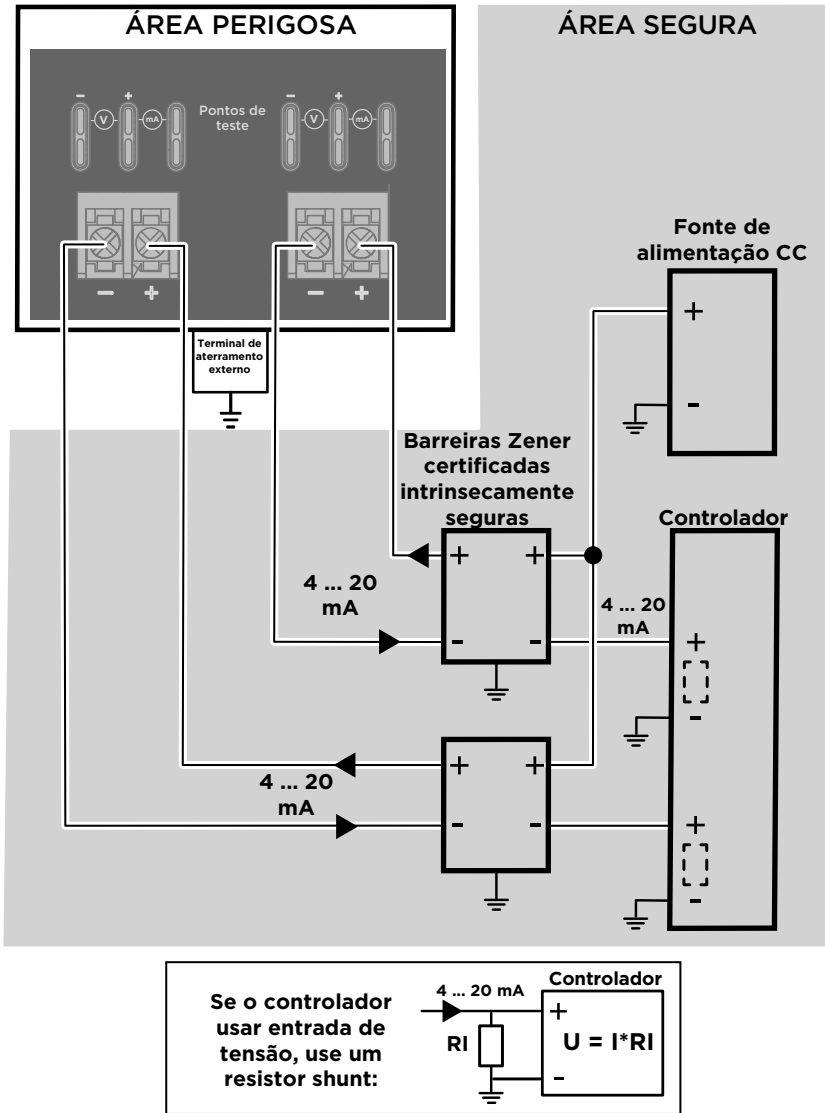 ÁREA PERIGOSA
ÁREA SEGURA
- + - +
V mA V mA
Pontos de
teste
- + - +
Terminal de
aterramento
externo
Fonte de
alimentação CC
+
-
Barreiras Zener
certificadas
intrinsecamente
seguras
Controlador
+ +
4 ... 20
mA
4 ... 20
mA
- -
+
-
+ +
4 ... 20
mA
- -
+
-
Se o controlador
usar entrada de
tensão, use um
resistor shunt:
4 ... 20 mA
Controlador
+
RI
U = I*RI
-